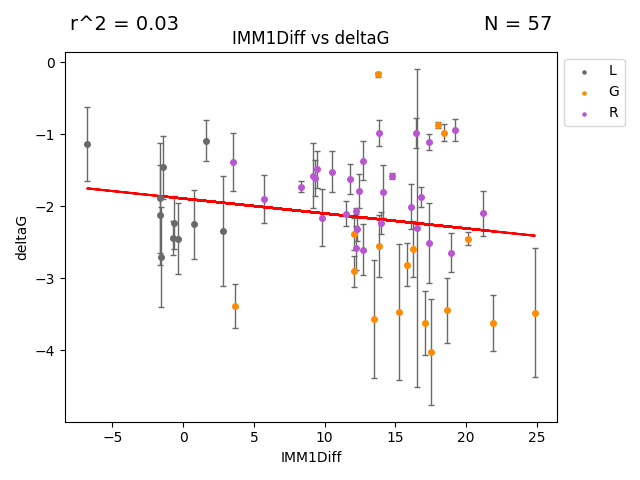 r^2 = 0.03
N = 57
IMM1Diff vs deltaG
L
G
R
deltaG
0
−1
−2
−3
−4
−5 0 5 10 15 20 25
IMM1Diff